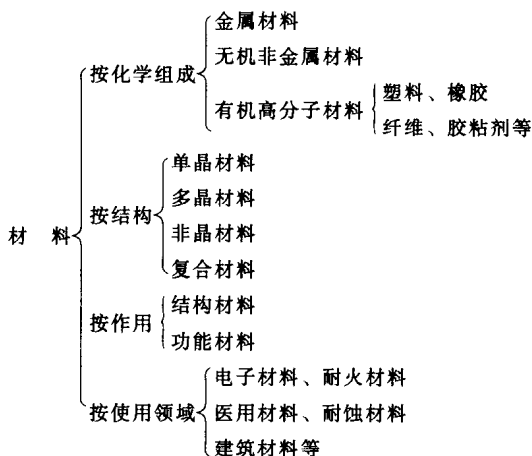 金属材料
按化学组成
无机非金属材料
有机高分子材料
塑料、橡胶
纤维、胶粘剂等
单晶材料
多晶材料
按结构
非晶材料
材 料
复合材料
结构材料
按作用
功能材料
电子材料、耐火材料
按使用领域
医用材料、耐蚀材料
建筑材料等